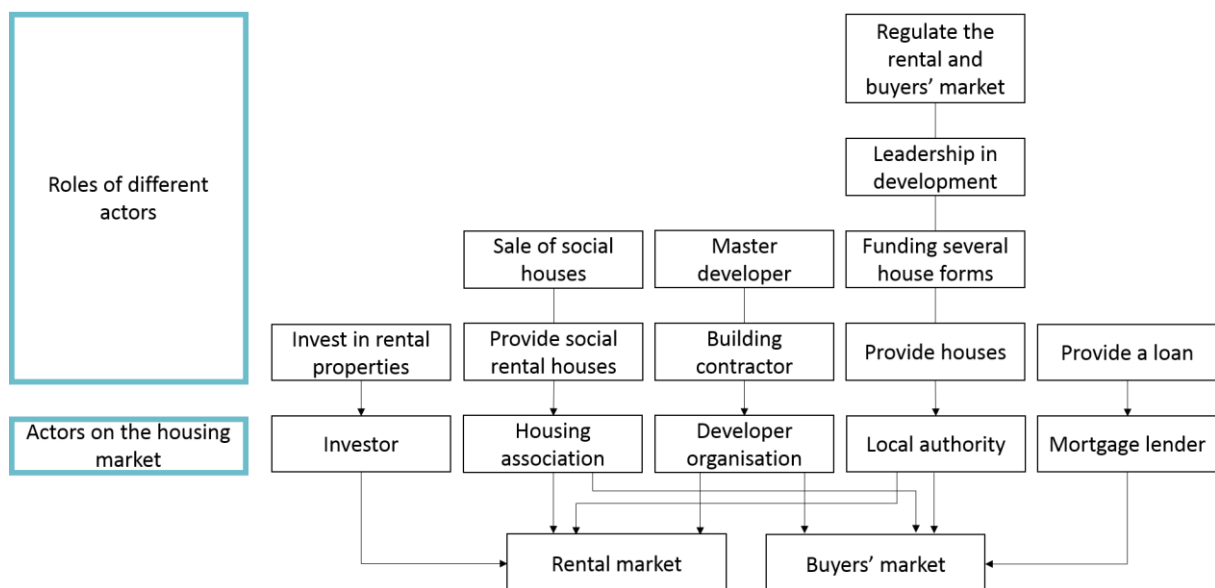 Regulate the
rental and
buyers’ market
Leadership in
development
Roles of different
actors
Sale of social
houses
Master
developer
Funding several
house forms
Invest in rental
properties
Provide social
rental houses
Building
contractor
Provide houses
Provide a loan
Actors on the housing
market
Investor
Housing
association
Developer
organisation
Local authority
Mortgage lender
Rental market
Buyers’ market